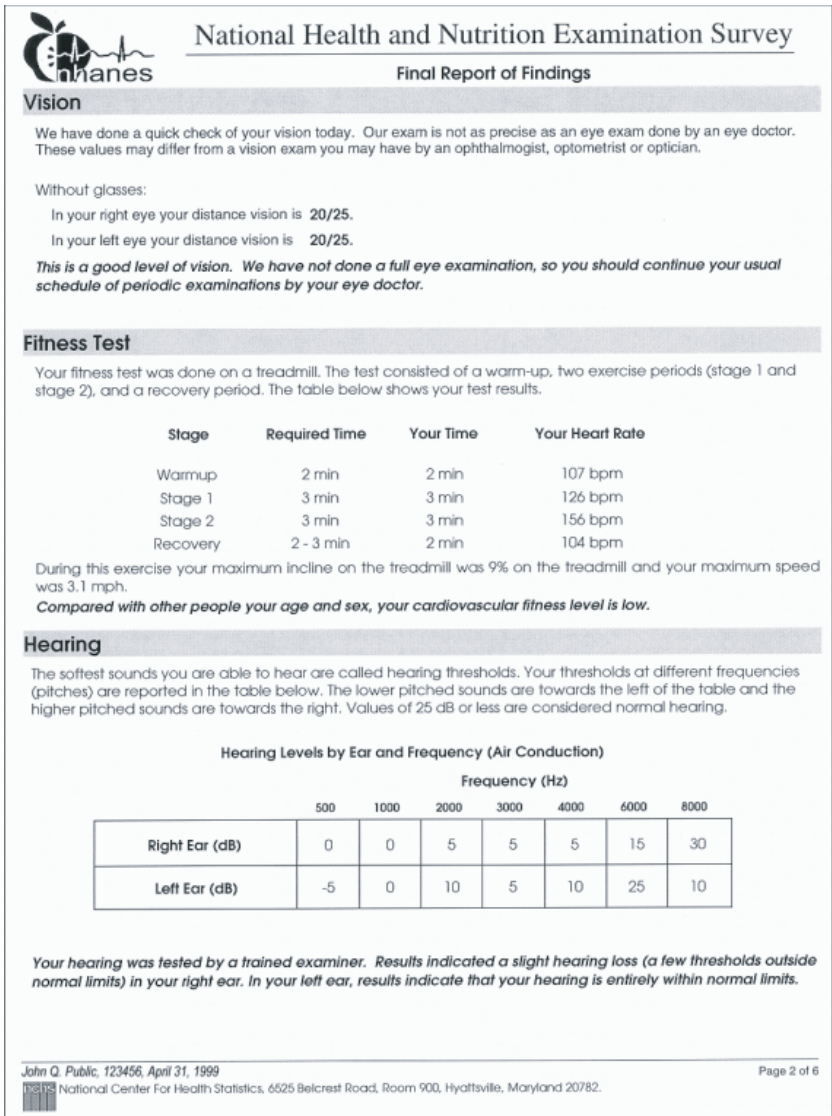 nhanes
National Health and Nutrition Examination Survey
Final Report of Findings
Vision
We have done a quick check of your vision today. Our exam is not as precise as an eye exam done by an eye doctor.
These values may differ from a vision exam you may have by an ophthalmogist, optometrist or optician.
Without glasses:
In your right eye your distance vision is 20/25.
In your left eye your distance vision is 20/25.
This is a good level of vision. We have not done a full eye examination, so you should continue your usual
schedule of periodic examinations by your eye doctor.
Fitness Test
Your fitness test was done on a treadmill. The test consisted of a warm-up, two exercise periods (stage 1 and
stage 2), and a recovery period. The table below shows your test results.
Stage Required Time Your Time Your Heart Rate
Warmup 2 min 2 min 107 bpm
Stage 1 3 min 3 min 126 bpm
Stage 2 3 min 3 min 156 bpm
Recovery 2 - 3 min 2 min 104 bpm
During this exercise your maximum incline on the treadmill was 9% on the treadmill and your maximum speed
was 3.1 mph.
Compared with other people your age and sex, your cardiovascular fitness level is low.
Hearing
The softest sounds you are able to hear are called hearing thresholds. Your thresholds at different frequencies
(pitches) are reported in the table below. The lower pitched sounds are towards the left of the table and the
higher pitched sounds are towards the right. Values of 25 dB or less are considered normal hearing.
Hearing Levels by Ear and Frequency (Air Conduction)
Frequency (Hz)
500 1000 2000 3000 4000 6000 8000
Right Ear (dB) 0 0 5 5 5 15 30
Left Ear (dB) -5 0 10 5 10 25 10
Your hearing was tested by a trained examiner. Results indicated a slight hearing loss (a few thresholds outside
normal limits) in your right ear. In your left ear, results indicate that your hearing is entirely within normal limits.
John Q. Public, 123456, April 31, 1999 Page 2 of 6
nchs National Center For Health Statistics, 6525 Belcrest Road, Room 900, Hyattsville, Maryland 20782.